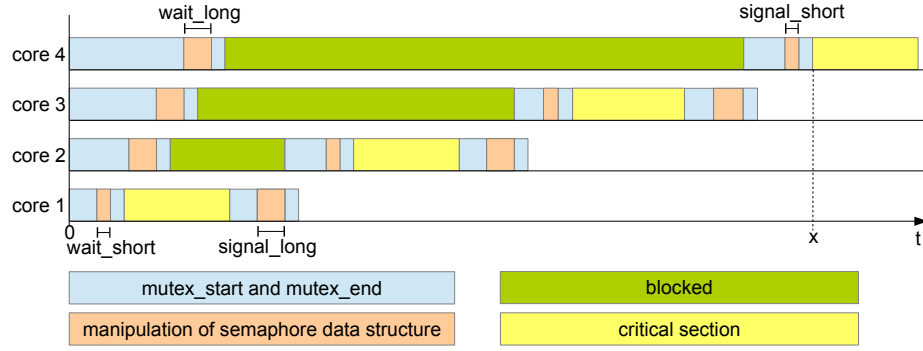 wait_long
signal_short
core 4
core 3
core 2
core 1
0
wait_short
signal_long
x
t
mutex_start and mutex_end
blocked
manipulation of semaphore data structure
critical section